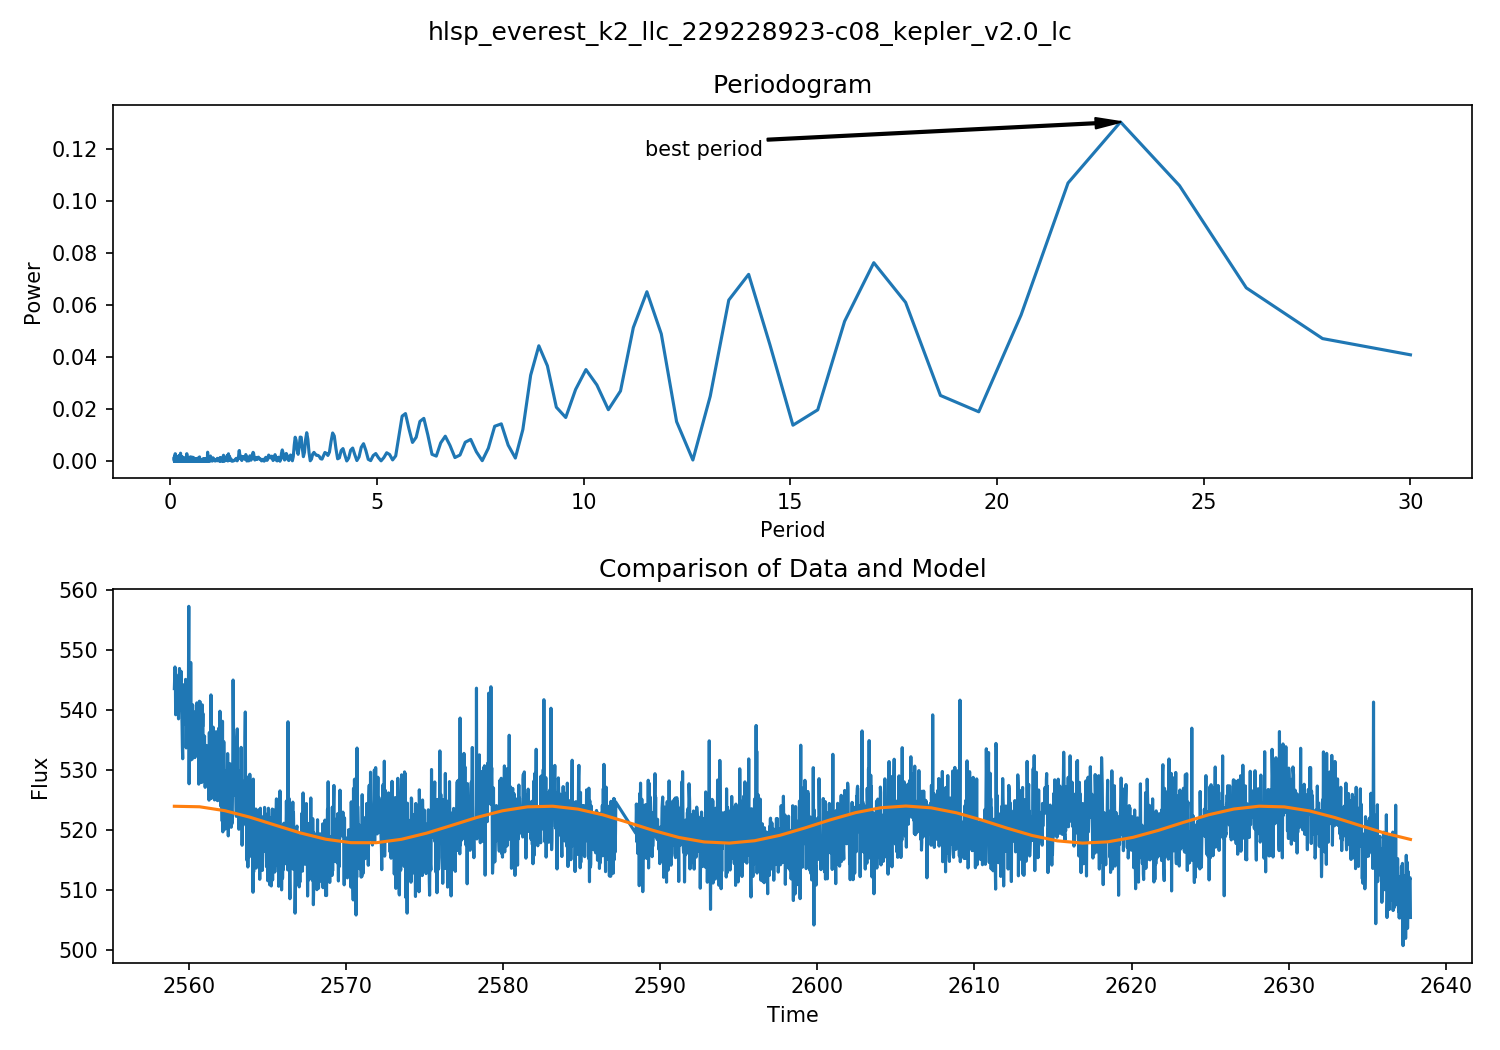 hlsp_everest_k2_llc_229228923-c08_kepler_v2.0_lc
Periodogram
best period
Power
0.12
0.10
0.08
0.06
0.04
0.02
0.00
0 5 10 15 20 25 30
Period
Comparison of Data and Model
Flux
560
550
540
530
520
510
500
2560 2570 2580 2590 2600 2610 2620 2630 2640
Time